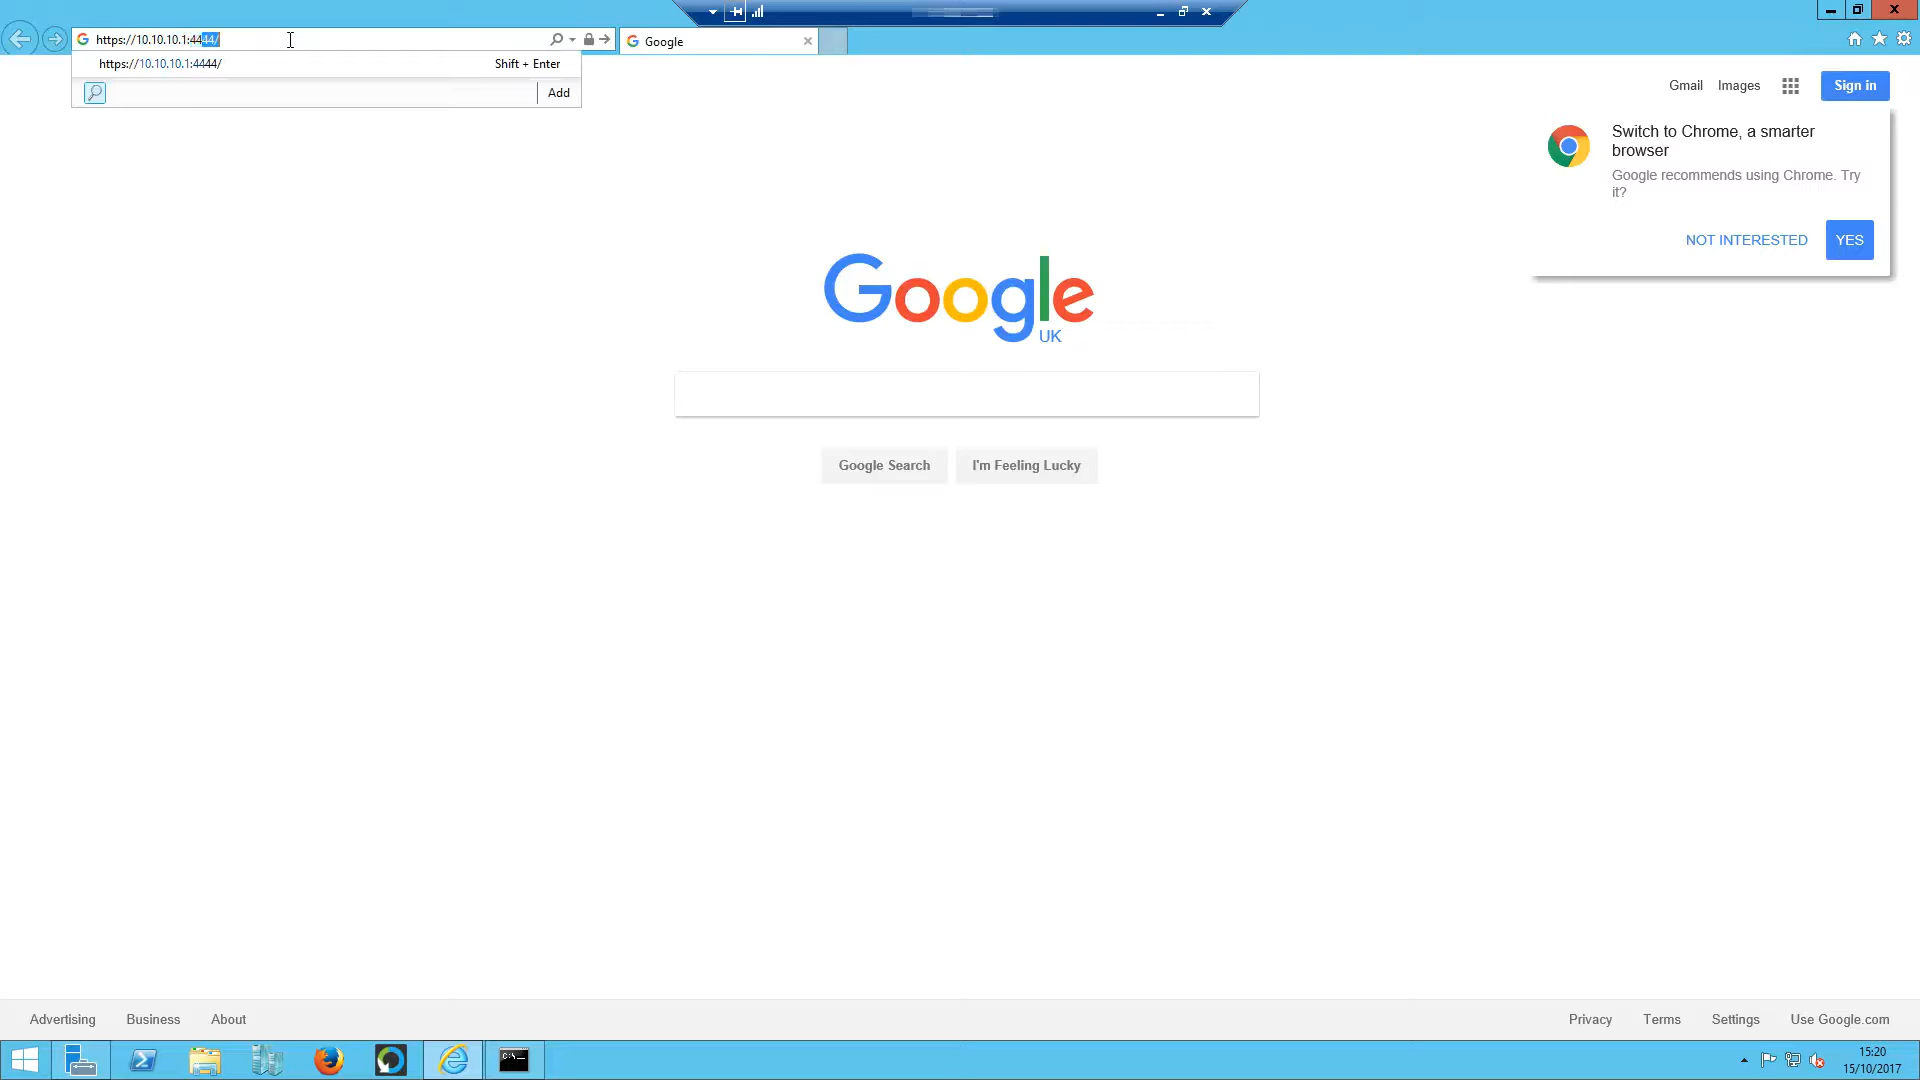 https://10.10.10.1:4444/
Google
https://10.10.10.1:4444/ Shift + Enter
Add
Gmail Images Sign in
Switch to Chrome, a smarter
browser
Google recommends using Chrome. Try
it?
NOT INTERESTED YES
Google
UK
Google Search I'm Feeling Lucky
Advertising Business About Privacy Terms Settings Use Google.com
C:\_
15:20
15/10/2017